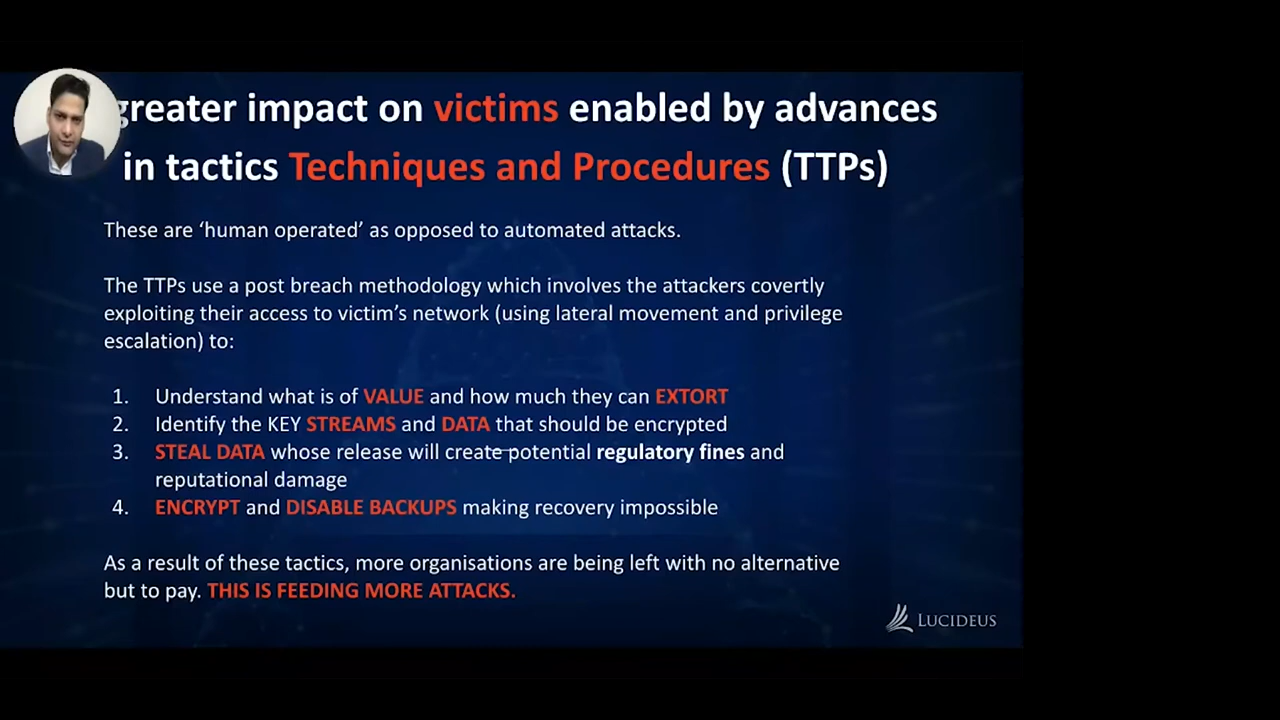 greater impact on victims enabled by advances
in tactics Techniques and Procedures (TTPs)
These are ‘human operated’ as opposed to automated attacks.
The TTPs use a post breach methodology which involves the attackers covertly
exploiting their access to victim’s network (using lateral movement and privilege
escalation) to:
1. Understand what is of VALUE and how much they can EXTORT
2. Identify the KEY STREAMS and DATA that should be encrypted
3. STEAL DATA whose release will create potential regulatory fines and
reputational damage
4. ENCRYPT and DISABLE BACKUPS making recovery impossible
As a result of these tactics, more organisations are being left with no alternative
but to pay. THIS IS FEEDING MORE ATTACKS.
LUCIDEUS